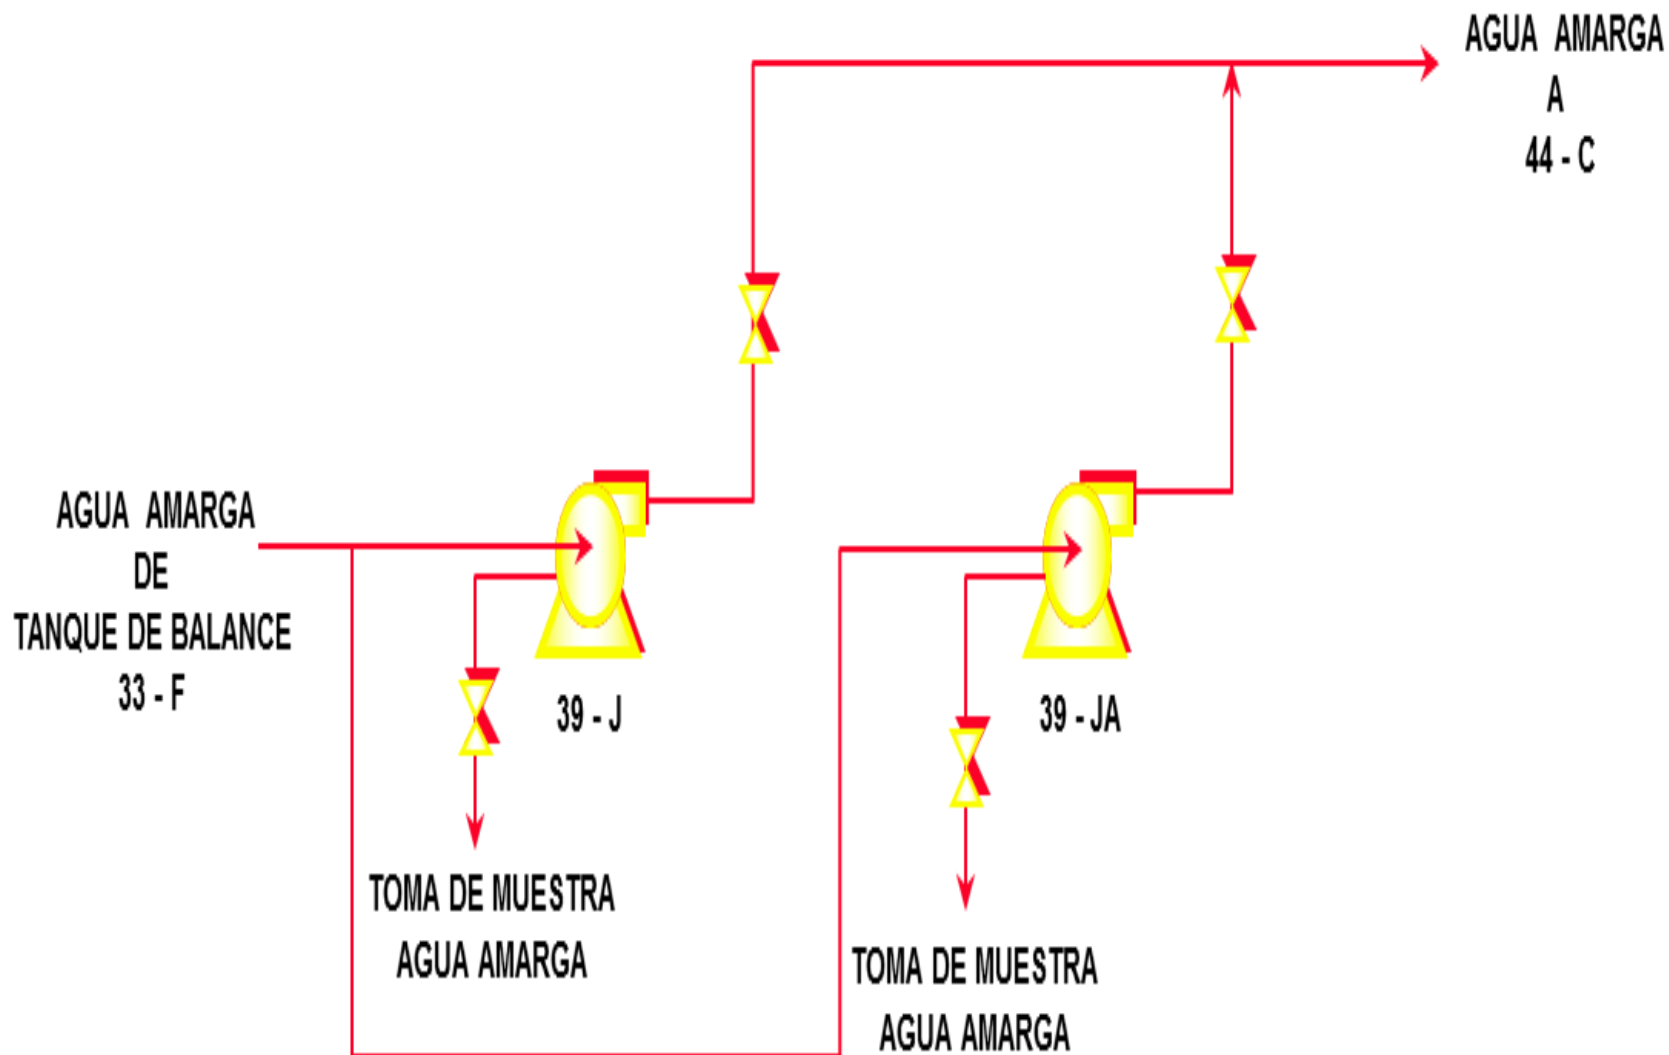 AGUA AMARGA
A
44 - C
AGUA AMARGA
DE
TANQUE DE BALANCE
33 - F
39 - J
39 - JA
TOMA DE MUESTRA
AGUA AMARGA
TOMA DE MUESTRA
AGUA AMARGA